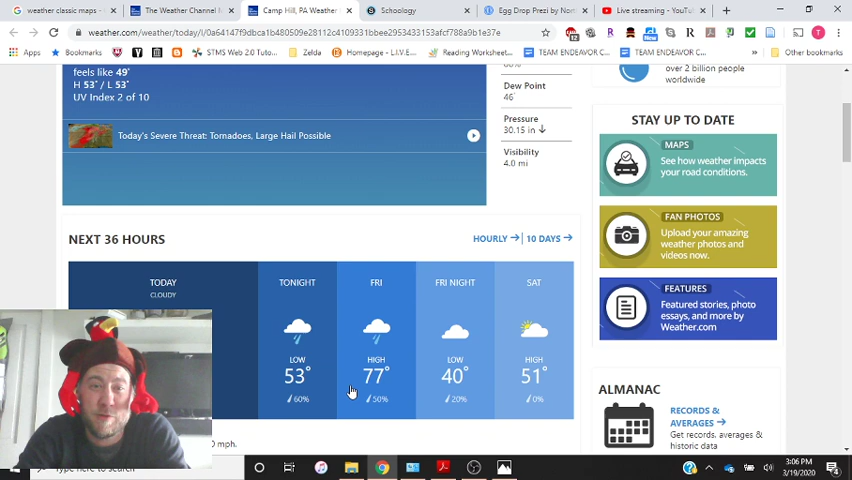 weather classic maps - G
The Weather Channel M
Camp Hill, PA Weather
Schoology
Egg Drop Prezi by Nor
Live streaming - YouTu
weather.com/weather/today/l/0a64147f9dbca1b480509e28112c4109331bbee2953433153afcf788a9b1e37e
Apps
Bookmarks
STMS Web 2.0 Tuto...
Zelda
Homepage - L.I.V.E...
Reading Worksheet...
TEAM ENDEAVOR C...
TEAM ENDEAVOR C...
Other bookmarks
feels like 49°
H 53° / L 53°
UV Index 2 of 10
Today's Severe Threat: Tornadoes, Large Hail Possible
Dew Point
46°
Pressure
30.15 in
Visibility
4.0 mi
over 2 billion people
worldwide
STAY UP TO DATE
MAPS
See how weather impacts
your road conditions.
FAN PHOTOS
Upload your amazing
weather photos and
videos now.
FEATURES
Featured stories, photo
essays, and more by
Weather.com
NEXT 36 HOURS
HOURLY
10 DAYS
TODAY
CLOUDY
TONIGHT
LOW
53°
60%
FRI
HIGH
77°
50%
FRI NIGHT
LOW
40°
20%
SAT
HIGH
51°
0%
0 mph.
ALMANAC
RECORDS &
AVERAGES
Get records, averages &
historic data
Type here to search
3:06 PM
3/19/2020